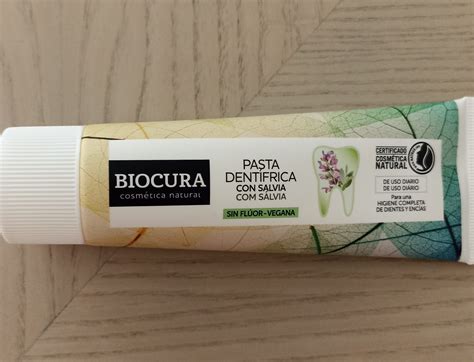 BIOCURA
cosmética natural
PASTA
DENTÍFRICA
CON SALVIA
COM SÁLVIA
SIN FLÚOR-VEGANA
CERTIFICADO
COSMÉTICA
NATURAL
DE USO DIARIO
DE USO DIÁRIO
Para una
HIGIENE COMPLETA
DE DIENTES Y ENCÍAS